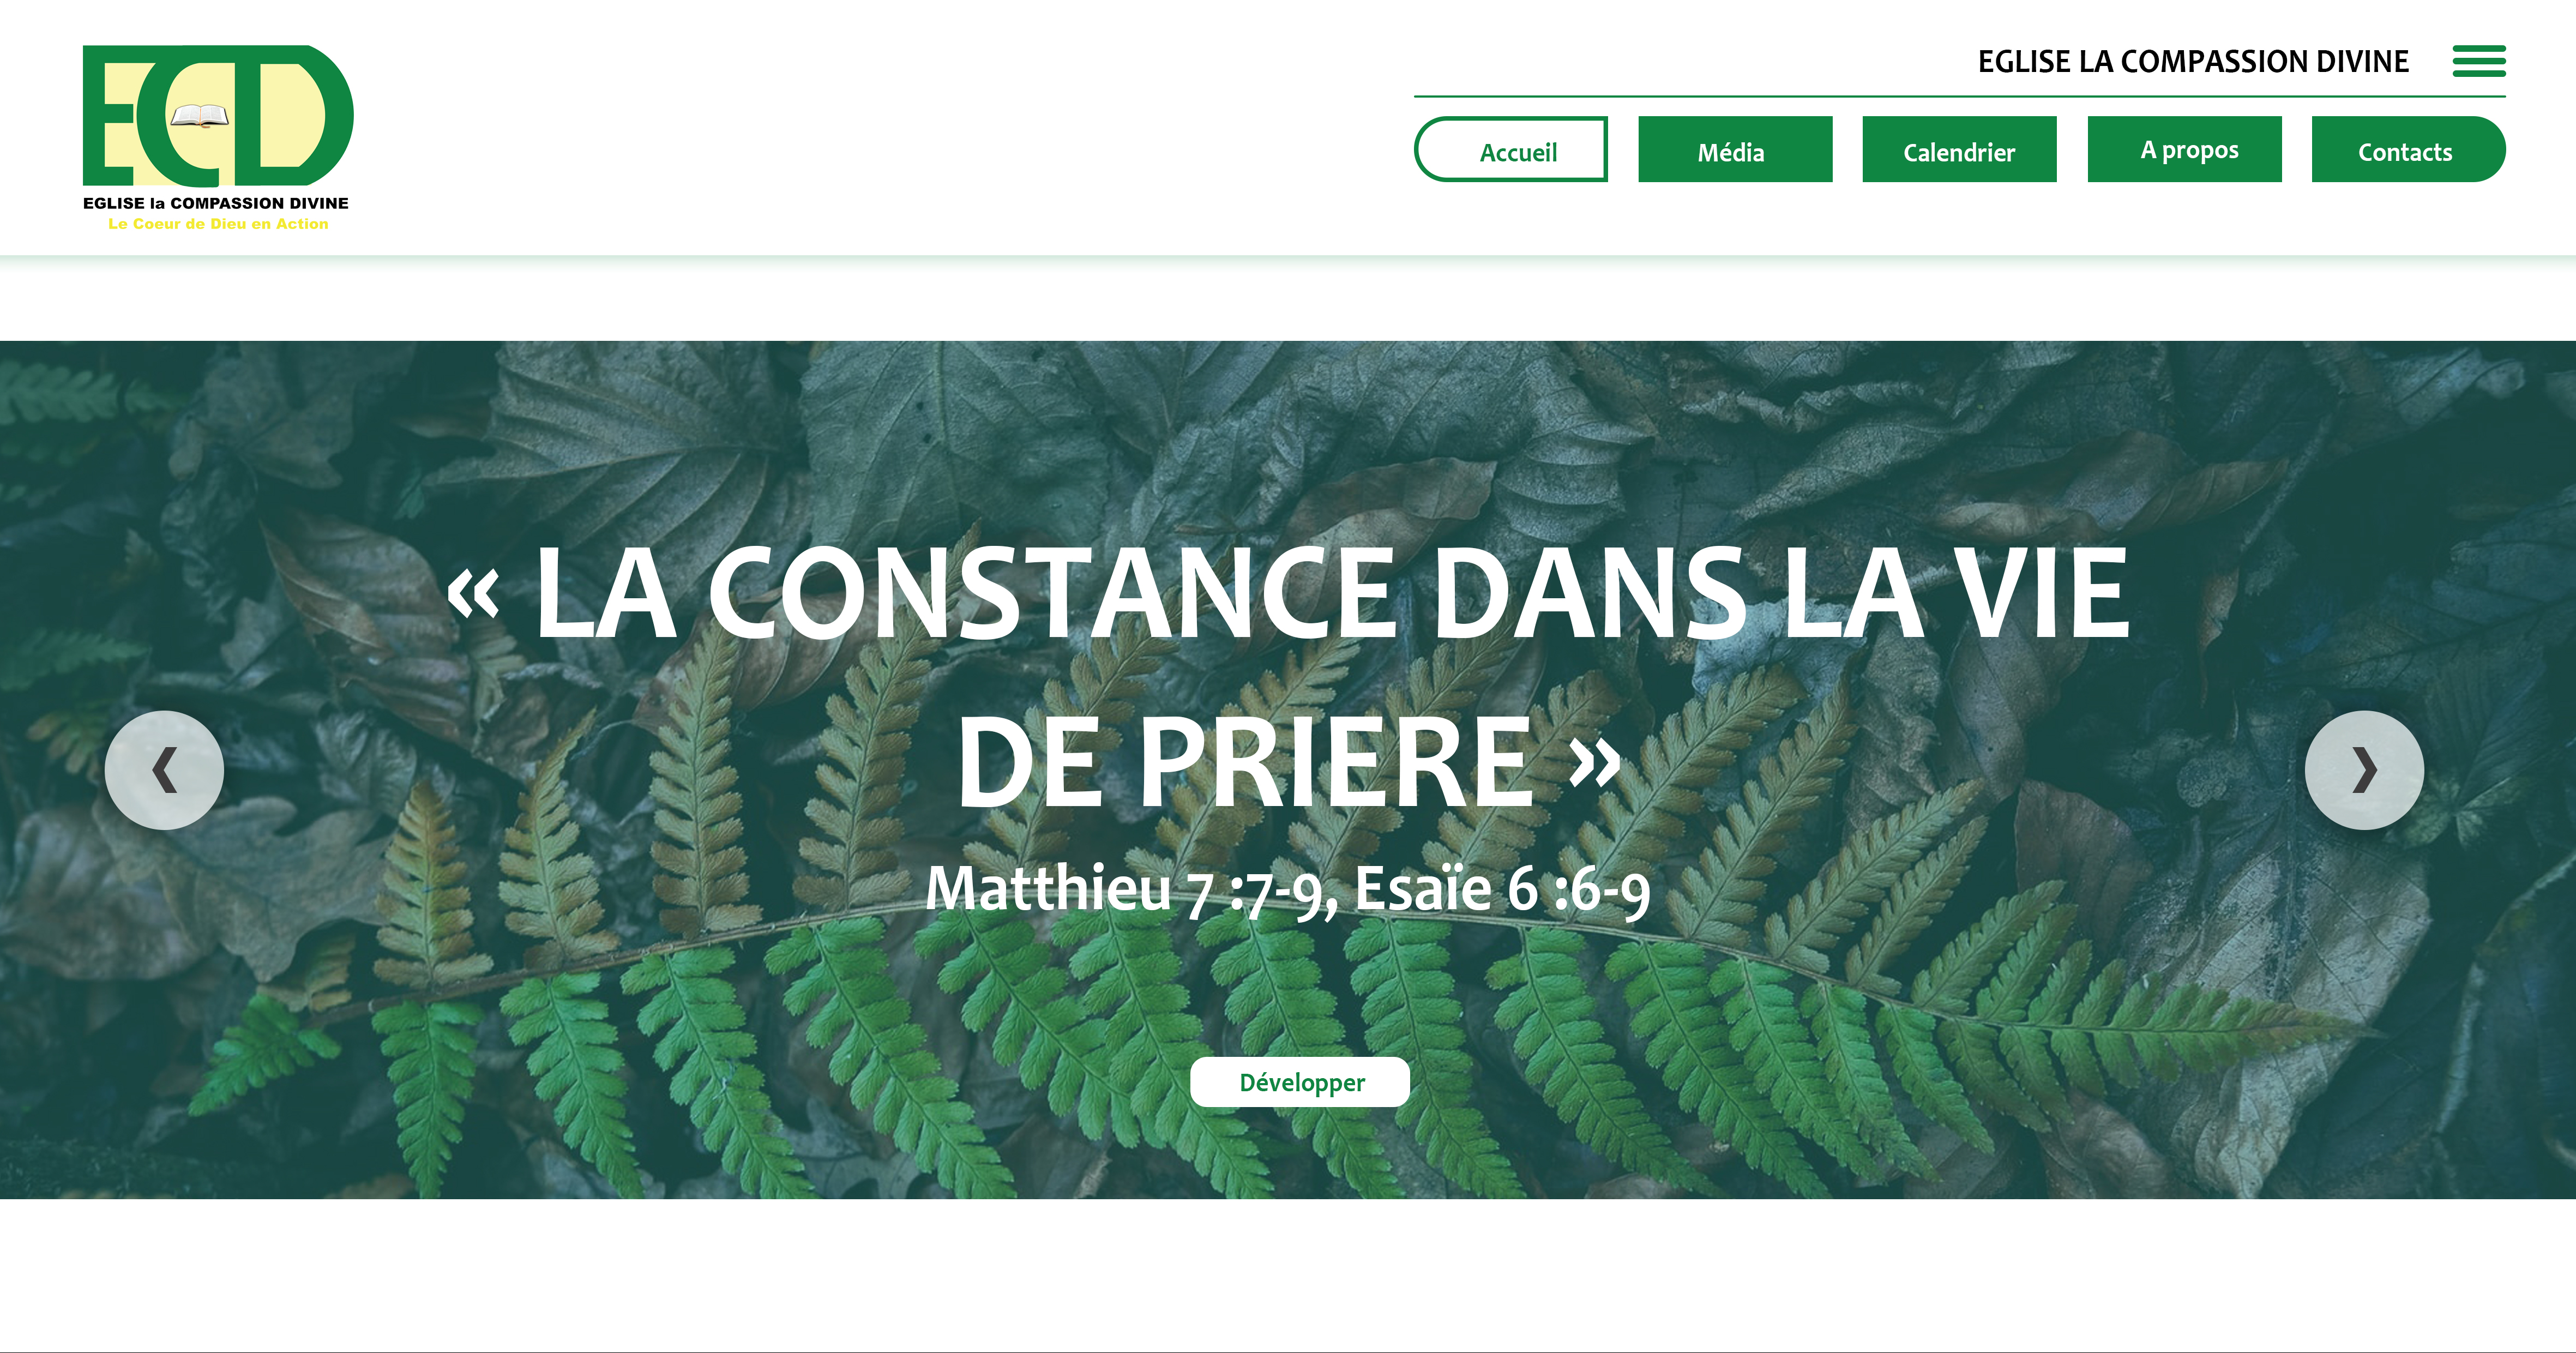 ECD
EGLISE la COMPASSION DIVINE
Le Coeur de Dieu en Action
EGLISE LA COMPASSION DIVINE
Accueil
Média
Calendrier
A propos
Contacts
« LA CONSTANCE DANS LA VIE
DE PRIERE »
Matthieu 7 :7-9, Esaïe 6 :6-9
Développer